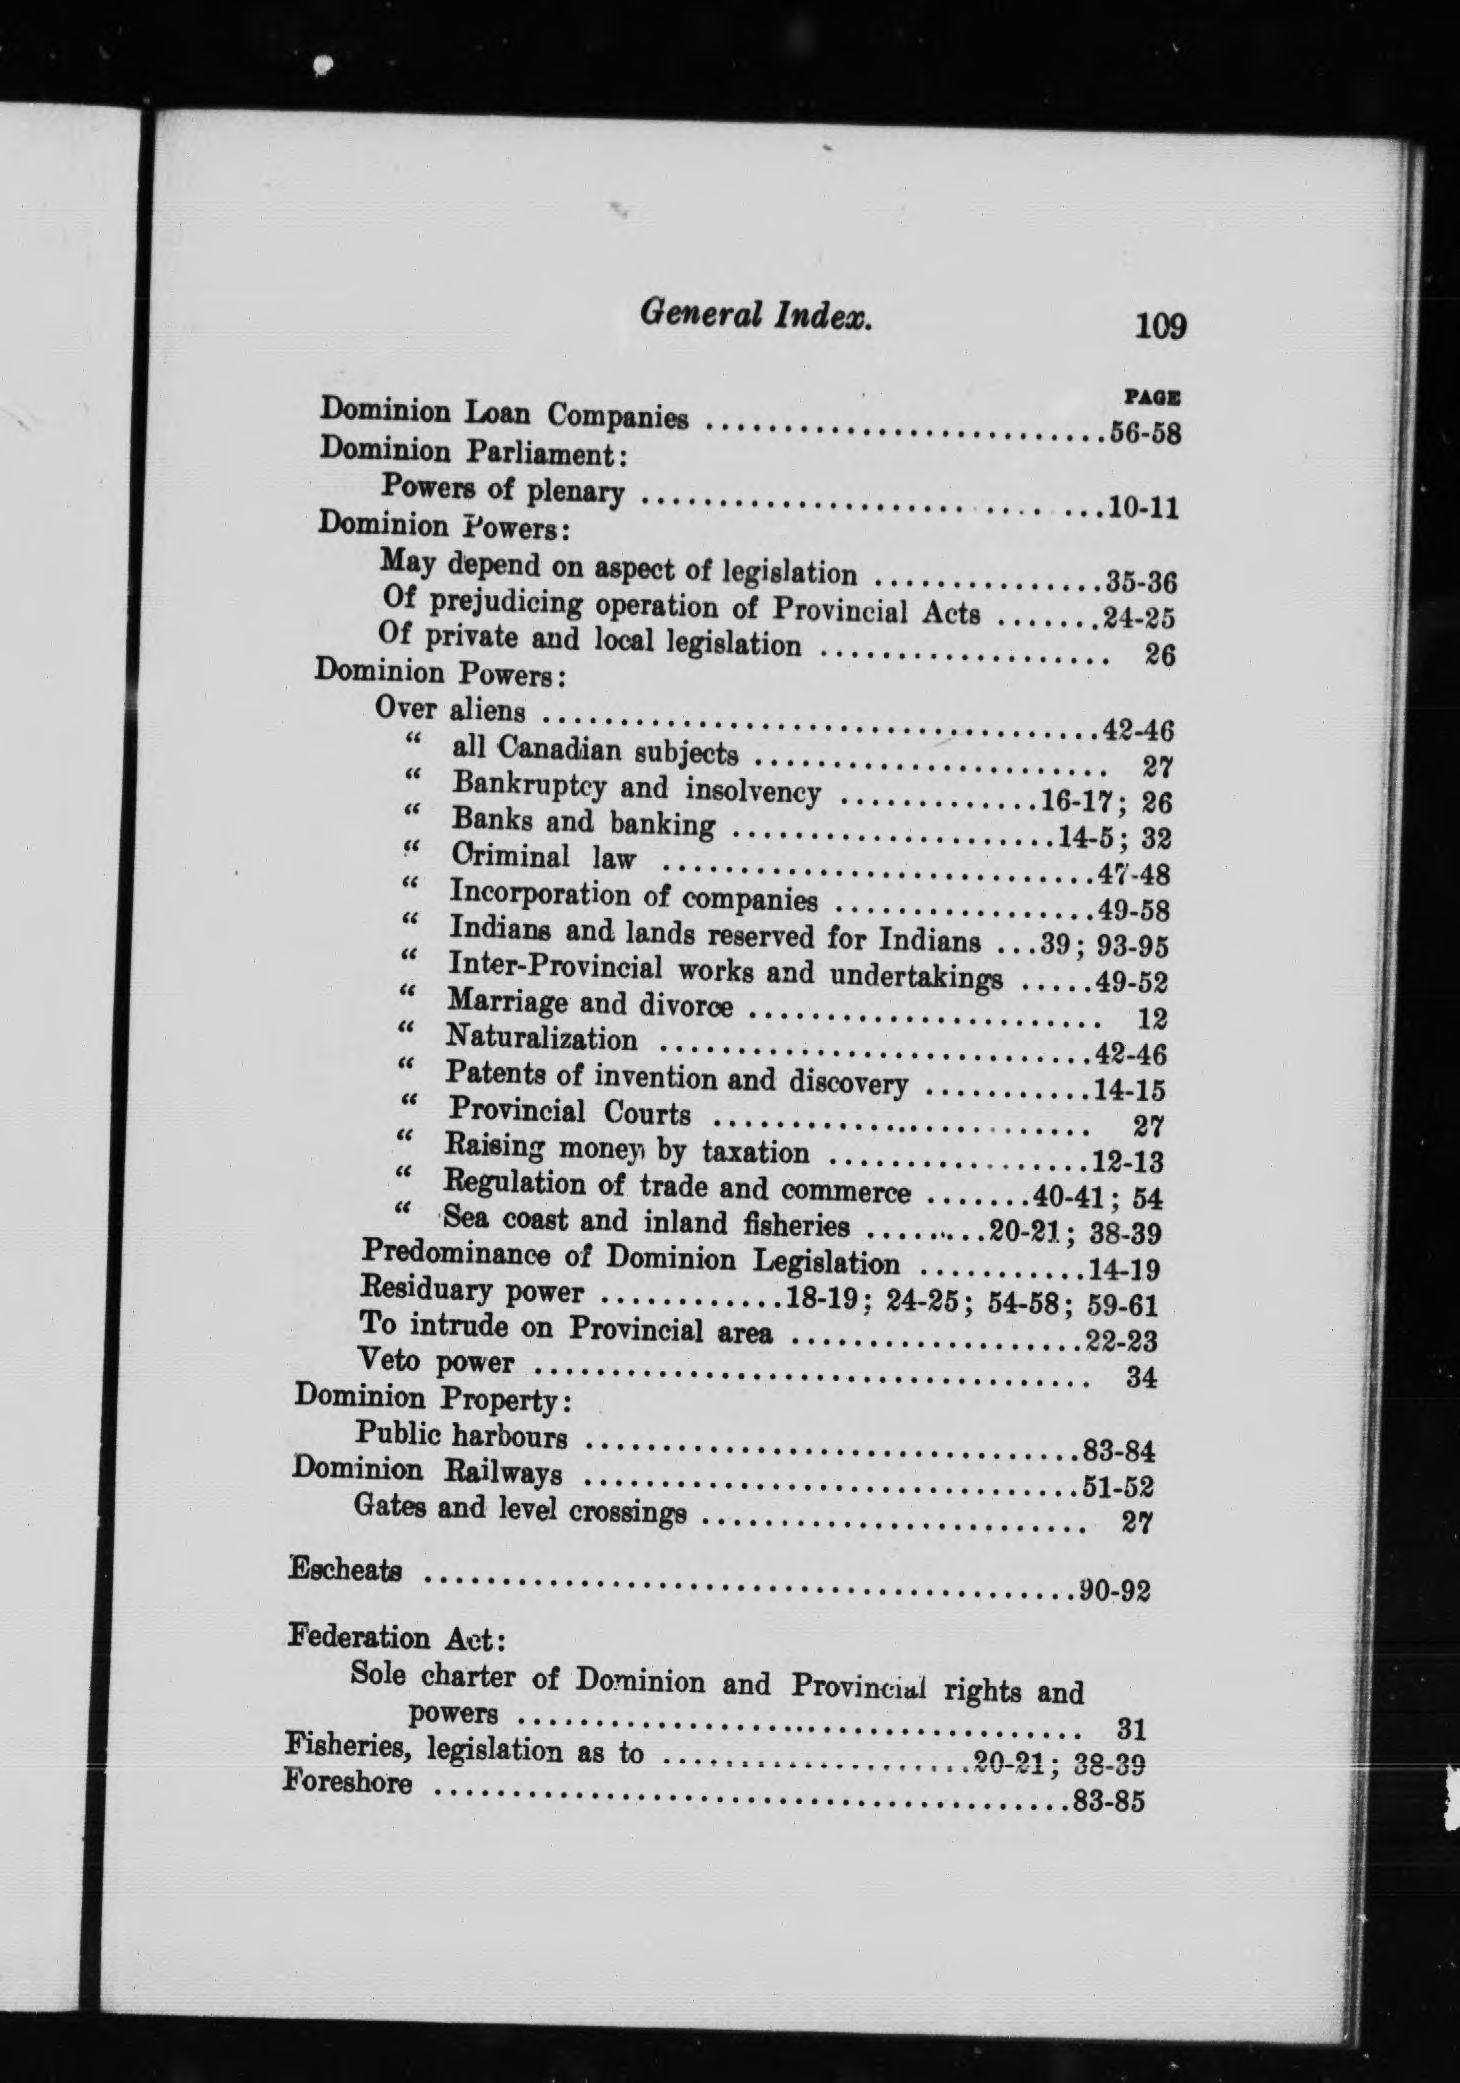 General Index. 109
PAGE
Dominion Loan Companies ..........................56-58
Dominion Parliament:
Powers of plenary ..............................10-11
Dominion Powers:
May depend on aspect of legislation ...............35-36
Of prejudicing operation of Provincial Acts .......24-25
Of private and local legislation ................... 26
Dominion Powers:
Over aliens ....................................42-46
“ all Canadian subjects ....................... 27
“ Bankruptcy and insolvency .............16-17; 26
“ Banks and banking .....................14-5; 32
“ Criminal law ............................47-48
“ Incorporation of companies .................49-58
“ Indians and lands reserved for Indians ...39; 93-95
“ Inter-Provincial works and undertakings .....49-52
“ Marriage and divorce ....................... 12
“ Naturalization ............................42-46
“ Patents of invention and discovery ...........14-15
“ Provincial Courts ........................ 27
“ Raising money by taxation .................12-13
“ Regulation of trade and commerce .......40-41; 54
“ Sea coast and inland fisheries ........20-21; 38-39
Predominance of Dominion Legislation ...........14-19
Residuary power ............18-19; 24-25; 54-58; 59-61
To intrude on Provincial area ...................22-23
Veto power .................................... 34
Dominion Property:
Public harbours ................................83-84
Dominion Railways ................................51-52
Gates and level crossings ......................... 27
Escheats ..........................................90-92
Federation Act:
Sole charter of Dominion and Provincial rights and
powers .................................... 31
Fisheries, legislation as to ....................20-21; 38-39
Foreshore .........................................83-85